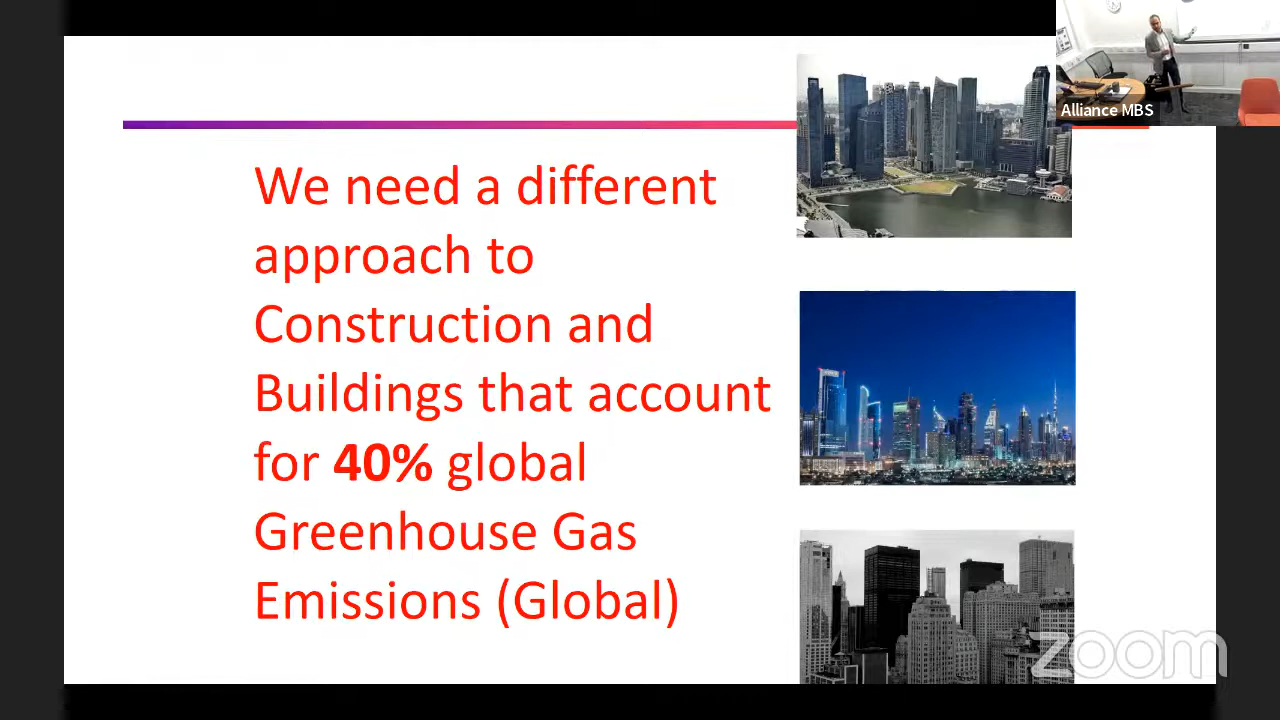 Alliance MBS
We need a different
approach to
Construction and
Buildings that account
for 40% global
Greenhouse Gas
Emissions (Global)
zoom